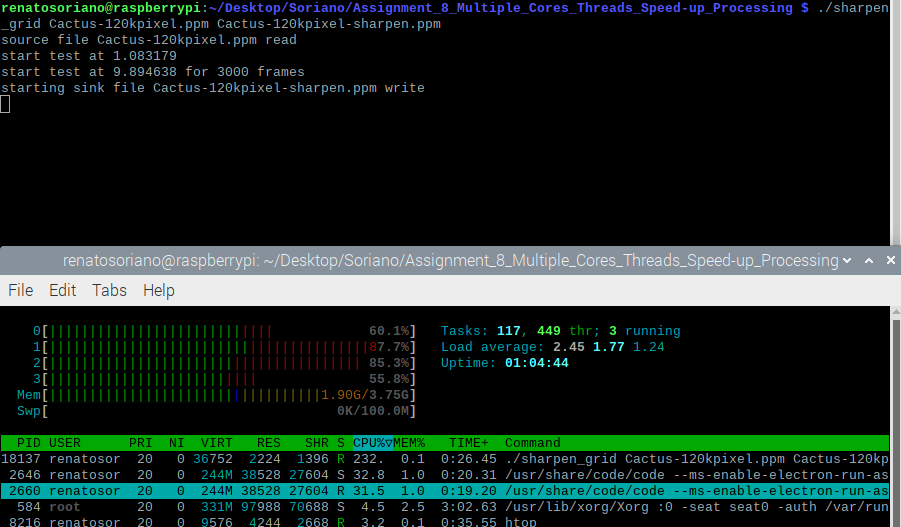 renatosoriano@raspberrypi:~/Desktop/Soriano/Assignment_8_Multiple_Cores_Threads_Speed-up_Processing $ ./sharpen
_grid Cactus-120kpixel.ppm Cactus-120kpixel-sharpen.ppm
source file Cactus-120kpixel.ppm read
start test at 1.083179
start test at 9.894638 for 3000 frames
starting sink file Cactus-120kpixel-sharpen.ppm write
renatosoriano@raspberrypi: ~/Desktop/Soriano/Assignment_8_Multiple_Cores_Threads_Speed-up_Processing
File Edit Tabs Help
0[||||||||||||||||||||||||||||                60.1%] Tasks: 117, 449 thr; 3 running
1[||||||||||||||||||||||||||||||||||||||||87.7%] Load average: 2.45 1.77 1.24
2[|||||||||||||||||||||||||||||||||||||||   85.3%] Uptime: 01:04:44
3[||||||||||||||||||||||||||                  55.8%]
Mem[||||||||||||||||||||||||||||||||||1.90G/3.75G]
Swp[                                    0K/100.0M]
PID USER PRI NI VIRT RES SHR S CPU%▽MEM% TIME+ Command
18137 renatosor 20 0 36752 2224 1396 R 232. 0.1 0:26.45 ./sharpen_grid Cactus-120kpixel.ppm Cactus-120kp
2646 renatosor 20 0 244M 38528 27604 S 32.8 1.0 0:20.31 /usr/share/code/code --ms-enable-electron-run-as
2660 renatosor 20 0 244M 38528 27604 R 31.5 1.0 0:19.20 /usr/share/code/code --ms-enable-electron-run-as
584 root 20 0 331M 97988 70688 S 4.5 2.5 3:02.63 /usr/lib/xorg/Xorg :0 -seat seat0 -auth /var/run
8216 renatosor 20 0 9576 4244 2668 R 3.2 0.1 0:35.55 htop